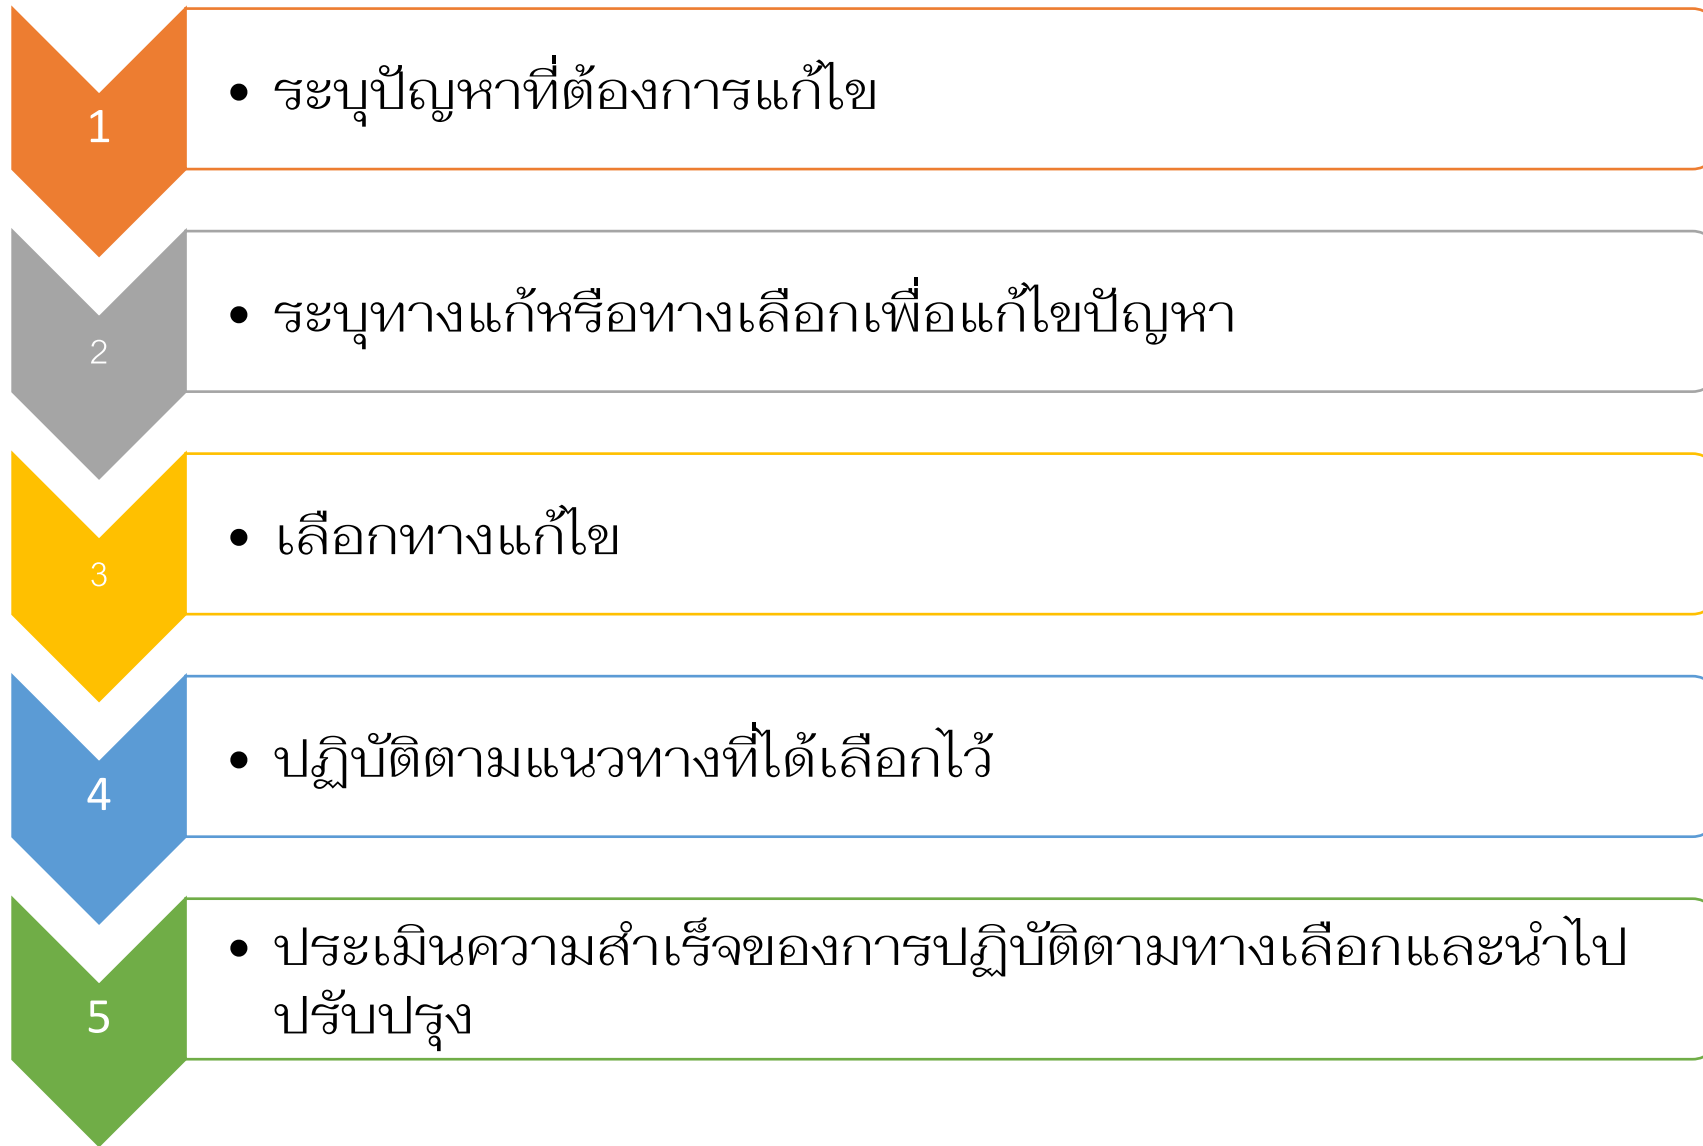 1
• ระบุปัญหาที่ต้องการแก้ไข
2
• ระบุทางแก้หรือทางเลือกเพื่อแก้ไขปัญหา
3
• เลือกทางแก้ไข
4
• ปฏิบัติตามแนวทางที่ได้เลือกไว้
5
• ประเมินความสำเร็จของการปฏิบัติตามทางเลือกและนำไป
ปรับปรุง